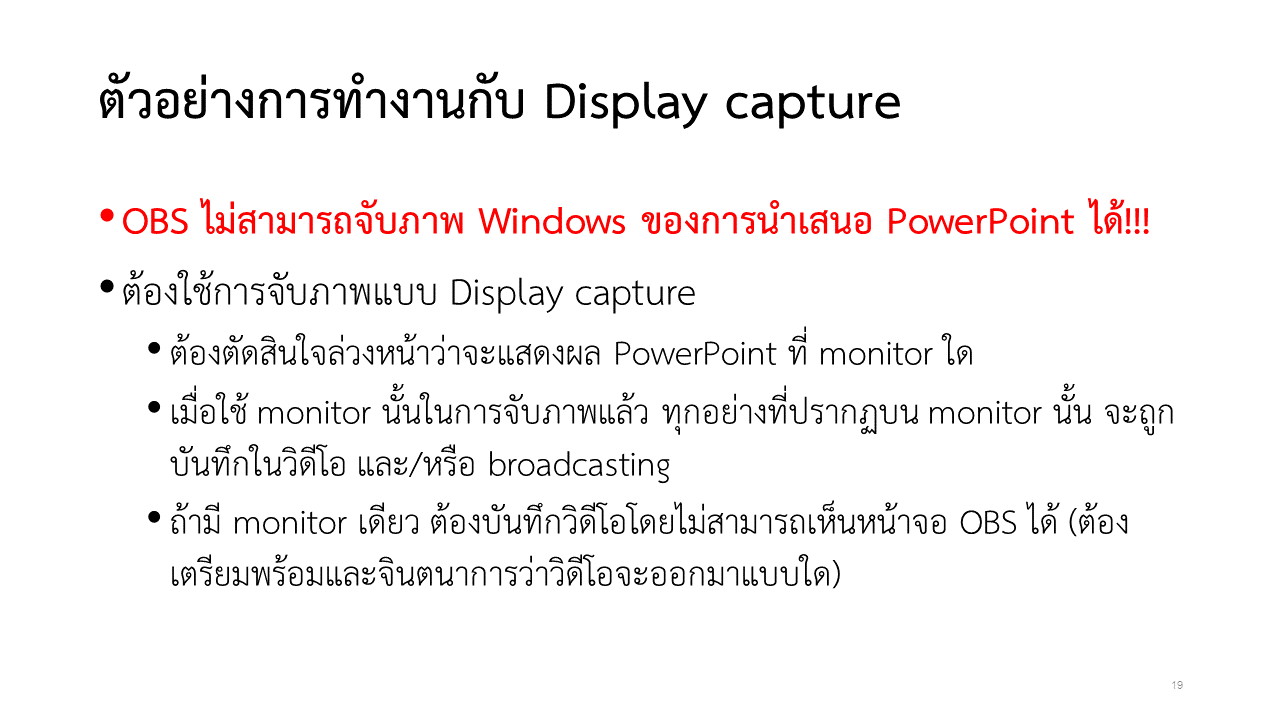 ตัวอย่างการทำงานกับ Display capture
•OBS ไม่สามารถจับภาพ Windows ของการนำเสนอ PowerPoint ได้!!!
•ต้องใช้การจับภาพแบบ Display capture
•ต้องตัดสินใจล่วงหน้าว่าจะแสดงผล PowerPoint ที่ monitor ใด
•เมื่อใช้ monitor นั้นในการจับภาพแล้ว ทุกอย่างที่ปรากฏบน monitor นั้น จะถูก
บันทึกในวิดีโอ และ/หรือ broadcasting
•ถ้ามี monitor เดียว ต้องบันทึกวิดีโอโดยไม่สามารถเห็นหน้าจอ OBS ได้ (ต้อง
เตรียมพร้อมและจินตนาการว่าวิดีโอจะออกมาแบบใด)
19